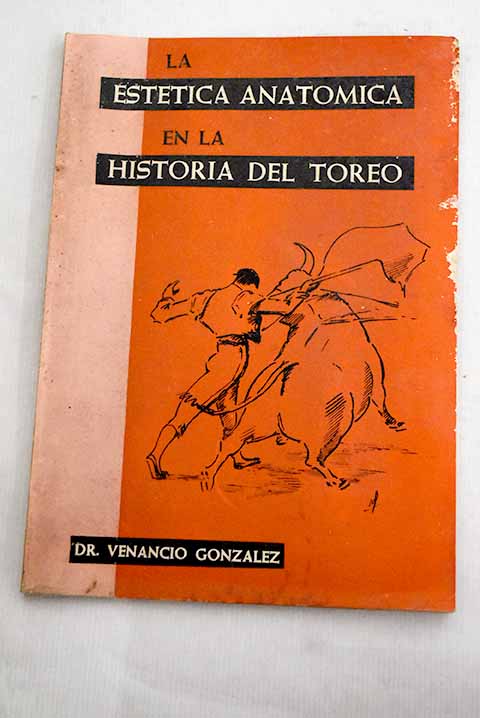 LA
ESTETICA ANATOMICA
EN LA
HISTORIA DEL TOREO
DR. VENANCIO GONZALEZ